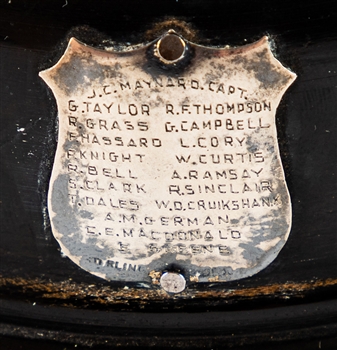 J.C. MAYNARD. CAPT.
G. TAYLOR R.F. THOMPSON
R. GRASS G. CAMPBELL
F. HASSARD L. CORY
F. KNIGHT W. CURTIS
R. BELL A. RAMSAY
S. CLARK R. SINCLAIR
T. DALES W.D. CRUIKSHANK
A.M. GERMAN
C.E. MACDONALD